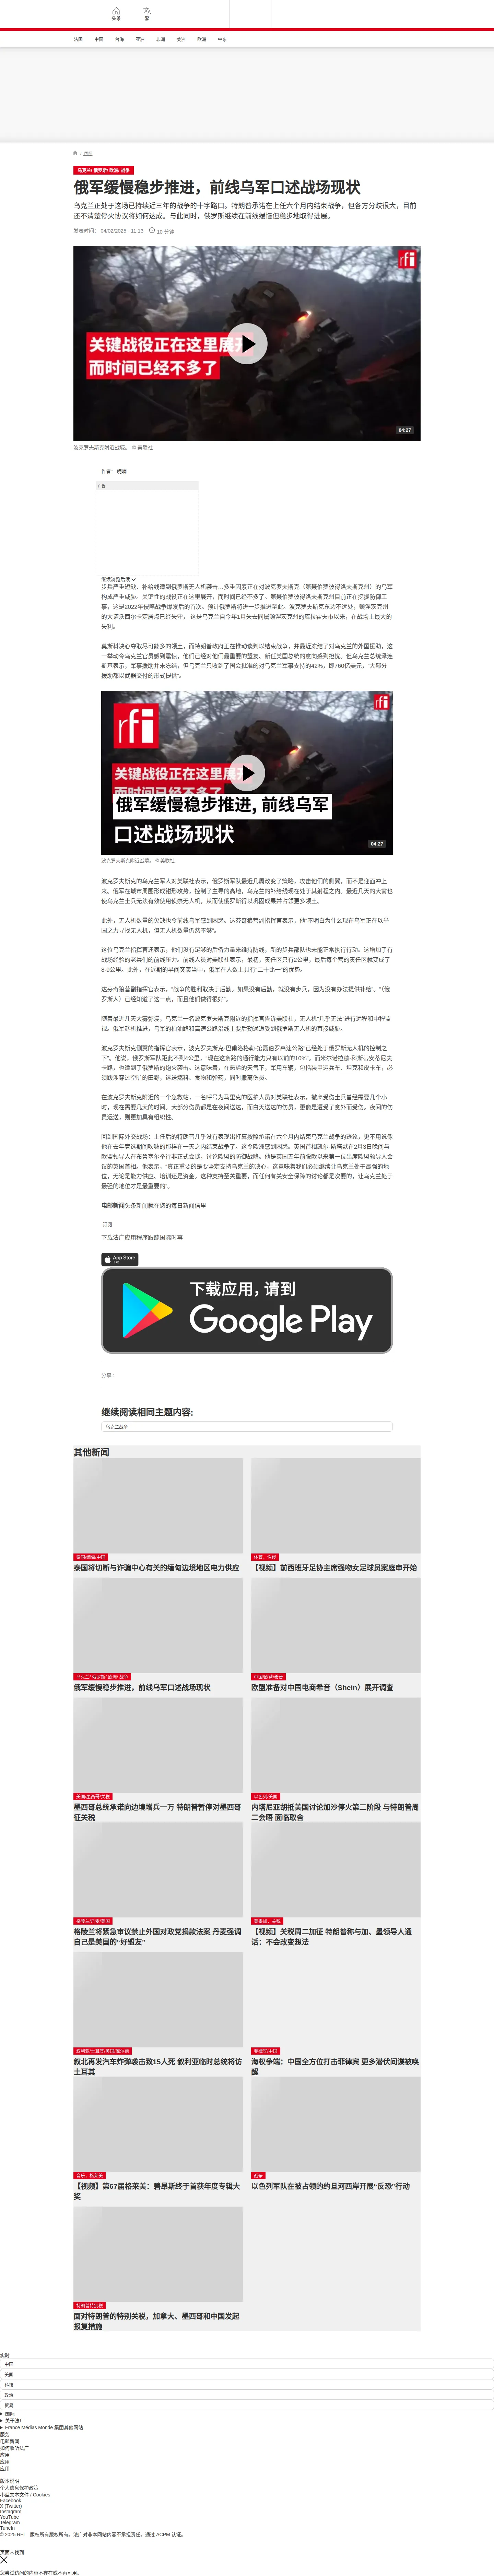 头条
繁
法国
中国
台海
亚洲
非洲
美洲
欧洲
中东
/ 国际
乌克兰/ 俄罗斯/ 欧洲/ 战争
俄军缓慢稳步推进，前线乌军口述战场现状
乌克兰正处于这场已持续近三年的战争的十字路口。特朗普承诺在上任六个月内结束战争，但各方分歧很大，目前
还不清楚停火协议将如何达成。与此同时，俄罗斯继续在前线缓慢但稳步地取得进展。
发表时间： 04/02/2025 - 11:13
10 分钟
rfi
关键战役正在这里展开
而时间已经不多了
04:27
波克罗夫斯克附近战壕。 © 美联社
作者：
广告
继续浏览后续
步兵严重短缺、补给线遭到俄罗斯无人机袭击…多重因素正在对波克罗夫斯克（第聂伯罗彼得洛夫斯克州）的乌军
构成严重威胁。关键性的战役正在这里展开，而时间已经不多了。第聂伯罗彼得洛夫斯克州目前正在挖掘防御工
事，这是2022年侵略战争爆发后的首次，预计俄罗斯将进一步推进至此。波克罗夫斯克东边不远处，顿涅茨克州
的大诺沃西尔卡定居点已经失守， 这是乌克兰自今年1月失去同属顿涅茨克州的库拉霍夫市以来，在战场上最大的
失利。
莫斯科决心夺取尽可能多的领土，而特朗普政府正在推动谈判以结束战争，并最近冻结了对乌克兰的外国援助，这
一举动令乌克兰官员感到震惊，他们已经对他们最重要的盟友、新任美国总统的意向感到担忧。但乌克兰总统泽连
斯基表示，军事援助并未冻结，但乌克兰只收到了国会批准的对乌克兰军事支持的42%，即760亿美元，“大部分
援助都以武器交付的形式提供”。
rfi
关键战役正在这里展开
俄军缓慢稳步推进，前线乌军
口述战场现状
04:27
波克罗夫斯克附近战壕。 © 美联社
波克罗夫斯克的乌克兰军人对美联社表示，俄罗斯军队最近几周改变了策略，攻击他们的侧翼，而不是迎面冲上
来。俄军在城市周围形成钳形攻势，控制了主导的高地，乌克兰的补给线现在处于其射程之内。最近几天的大雾也
使乌克兰士兵无法有效使用侦察无人机，从而使俄罗斯得以巩固成果并占领更多领土。
此外，无人机数量的欠缺也令前线乌军感到困惑。达芬奇狼营副指挥官表示，他“不明白为什么现在乌军正在以举
国之力寻找无人机，但无人机数量仍然不够”。
这位乌克兰指挥官还表示，他们没有足够的后备力量来维持防线，新的步兵部队也未能正常执行行动。这增加了有
战场经验的老兵们的前线压力。前线人员对美联社表示，最初，责任区只有2公里，最后每个营的责任区就变成了
8-9公里。此外，在近期的早间突袭当中，俄军在人数上具有“二十比一”的优势。
达芬奇狼营副指挥官表示，“战争的胜利取决于后勤。如果没有后勤，就没有步兵，因为没有办法提供补给”。“（俄
罗斯人）已经知道了这一点，而且他们做得很好”。
随着最近几天大雾弥漫，乌克兰一名波克罗夫斯克附近的指挥官告诉美联社，无人机“几乎无法”进行远程和中程监
视。俄军趁机推进，乌军的柏油路和高速公路沿线主要后勤通道受到俄罗斯无人机的直接威胁。
波克罗夫斯克侧翼的指挥官表示，波克罗夫斯克-巴甫洛格勒-第聂伯罗高速公路“已经处于俄罗斯无人机的控制之
下”。他说，俄罗斯军队距此不到4公里。“现在这条路的通行能力只有以前的10%”。而米尔诺拉德-科斯蒂安蒂尼夫
卡路，也遭到了俄罗斯的炮火袭击。这意味着，在恶劣的天气下，军用车辆，包括装甲运兵车、坦克和皮卡车，必
须跋涉穿过空旷的田野，运送燃料、食物和弹药，同时撤离伤员。
在波克罗夫斯克附近的一个急救站，一名呼号为马里克的医护人员对美联社表示，撤离受伤士兵曾经需要几个小
时，现在需要几天的时间。大部分伤员都是在夜间运送，而白天送达的伤员，更像是遭受了意外而受伤。夜间的伤
员运送，则更加具有组织性。
回到国际外交战场：上任后的特朗普几乎没有表现出打算按照承诺在六个月内结束乌克兰战争的迹象，更不用说像
他在去年竞选期间吹嘘的那样在一天之内结束战争了。这令欧洲感到困惑。英国首相凯尔·斯塔默在2月3日晚间与
欧盟领导人在布鲁塞尔举行非正式会谈，讨论欧盟的防御战略。他是英国五年前脱欧以来第一位出席欧盟领导人会
议的英国首相。他表示，“真正重要的是要坚定支持乌克兰的决心。这意味着我们必须继续让乌克兰处于最强的地
位，无论是能力供应、培训还是资金。这种支持至关重要，而任何有关安全保障的讨论都是次要的，让乌克兰处于
最强的地位才是最重要的”。
电邮新闻头条新闻就在您的每日新闻信里
订阅
下载法广应用程序跟踪国际时事
App Store
下载
下载应用，请到
Google Play
分享 :
继续阅读相同主题内容:
乌克兰战争
其他新闻
泰国/缅甸/中国
泰国将切断与诈骗中心有关的缅甸边境地区电力供应
体育，性侵
【视频】前西班牙足协主席强吻女足球员案庭审开始
乌克兰/ 俄罗斯/ 欧洲/ 战争
俄军缓慢稳步推进，前线乌军口述战场现状
中国/欧盟/希音
欧盟准备对中国电商希音（Shein）展开调查
美国/墨西哥/关税
墨西哥总统承诺向边境增兵一万 特朗普暂停对墨西哥
征关税
以色列/美国
内塔尼亚胡抵美国讨论加沙停火第二阶段 与特朗普周
二会晤 面临取舍
格陵兰/丹麦/美国
格陵兰将紧急审议禁止外国对政党捐款法案 丹麦强调
自己是美国的“好盟友”
美墨加，关税
【视频】关税周二加征 特朗普称与加、墨领导人通
话：不会改变想法
叙利亚/土耳其/美国/库尔德
叙北再发汽车炸弹袭击致15人死 叙利亚临时总统将访
土耳其
菲律宾/中国
海权争端：中国全方位打击菲律宾 更多潜伏间谍被唤
醒
音乐，格莱美
【视频】第67届格莱美：碧昂斯终于首获年度专辑大
奖
战争
以色列军队在被占领的约旦河西岸开展“反恐”行动
特朗普特别税
面对特朗普的特别关税，加拿大、墨西哥和中国发起
报复措施
实时
中国
美国
科技
政治
贸易
国际
关于法广
France Médias Monde 集团其他网站
服务
电邮新闻
如何收听法广
应用
应用
应用
版本说明
个人信息保护政策
小型文本文件 / Cookies
Facebook
X (Twitter)
Instagram
YouTube
Telegram
TuneIn
© 2025 RFI – 版权所有版权所有。法广对非本网站内容不承担责任。通过 ACPM 认证。
页面未找到
您尝试访问的内容不存在或不再可用。